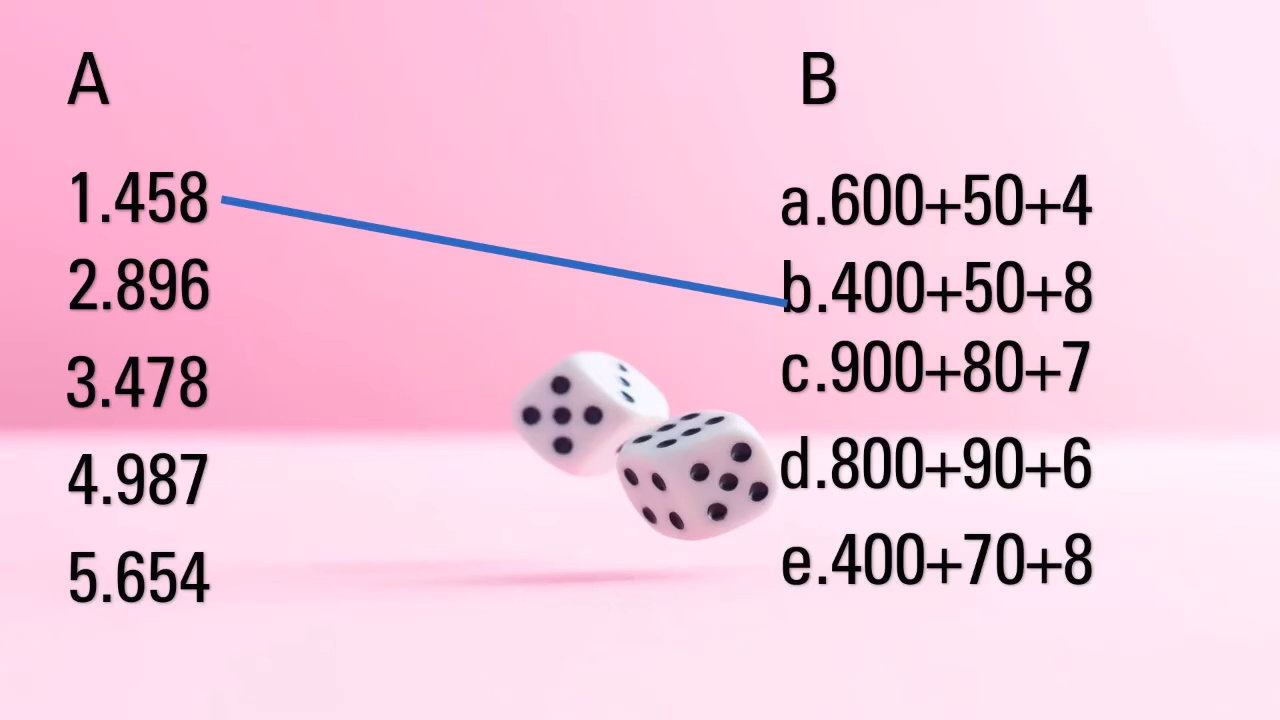 A
B
1.458
a.600+50+4
2.896
b.400+50+8
3.478
c.900+80+7
4.987
d.800+90+6
5.654
e.400+70+8